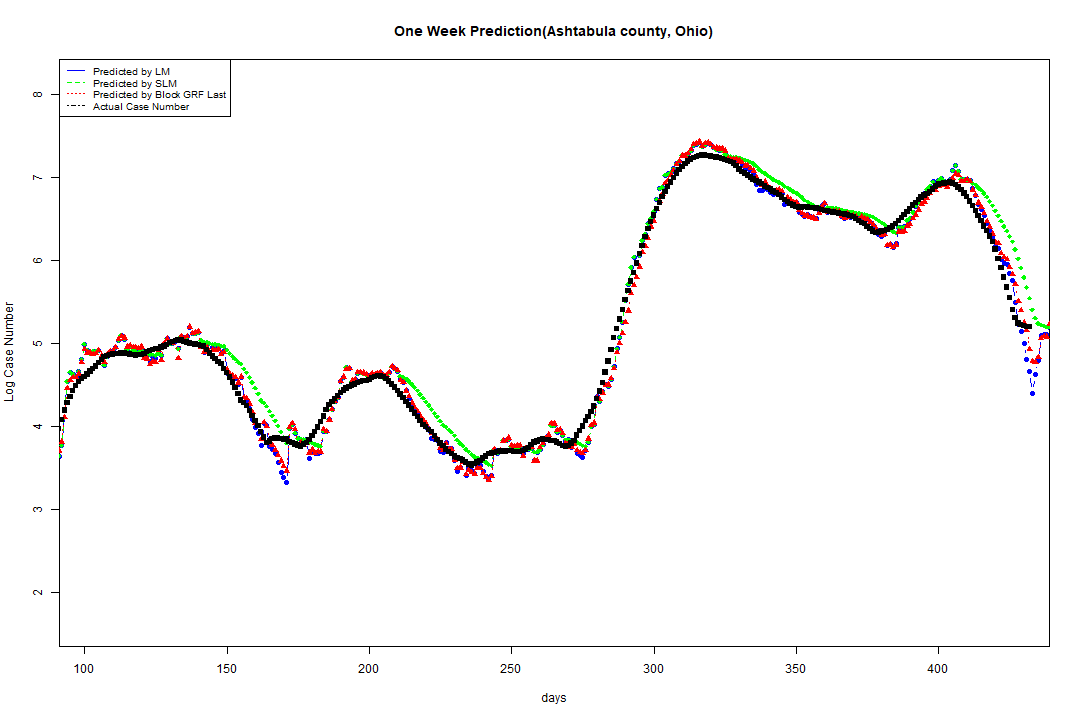 One Week Prediction(Ashtabula county, Ohio)
Predicted by LM
Predicted by SLM
Predicted by Block GRF Last
Actual Case Number
8
7
6
5
4
3
2
Log Case Number
100 150 200 250 300 350 400
days